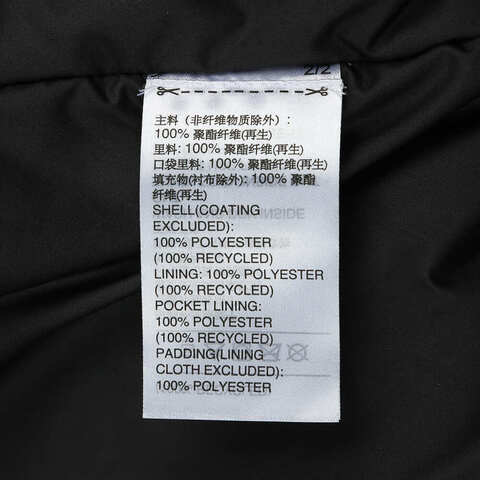 2/2
主料（非纤维物质除外）：
100% 聚酯纤维(再生)
里料: 100% 聚酯纤维(再生)
口袋里料: 100% 聚酯纤维(再生)
填充物(衬布除外): 100% 聚酯
纤维(再生)
SHELL(COATING
EXCLUDED):
100% POLYESTER
(100% RECYCLED)
LINING: 100% POLYESTER
(100% RECYCLED)
POCKET LINING:
100% POLYESTER
(100% RECYCLED)
PADDING(LINING
CLOTH EXCLUDED):
100% POLYESTER